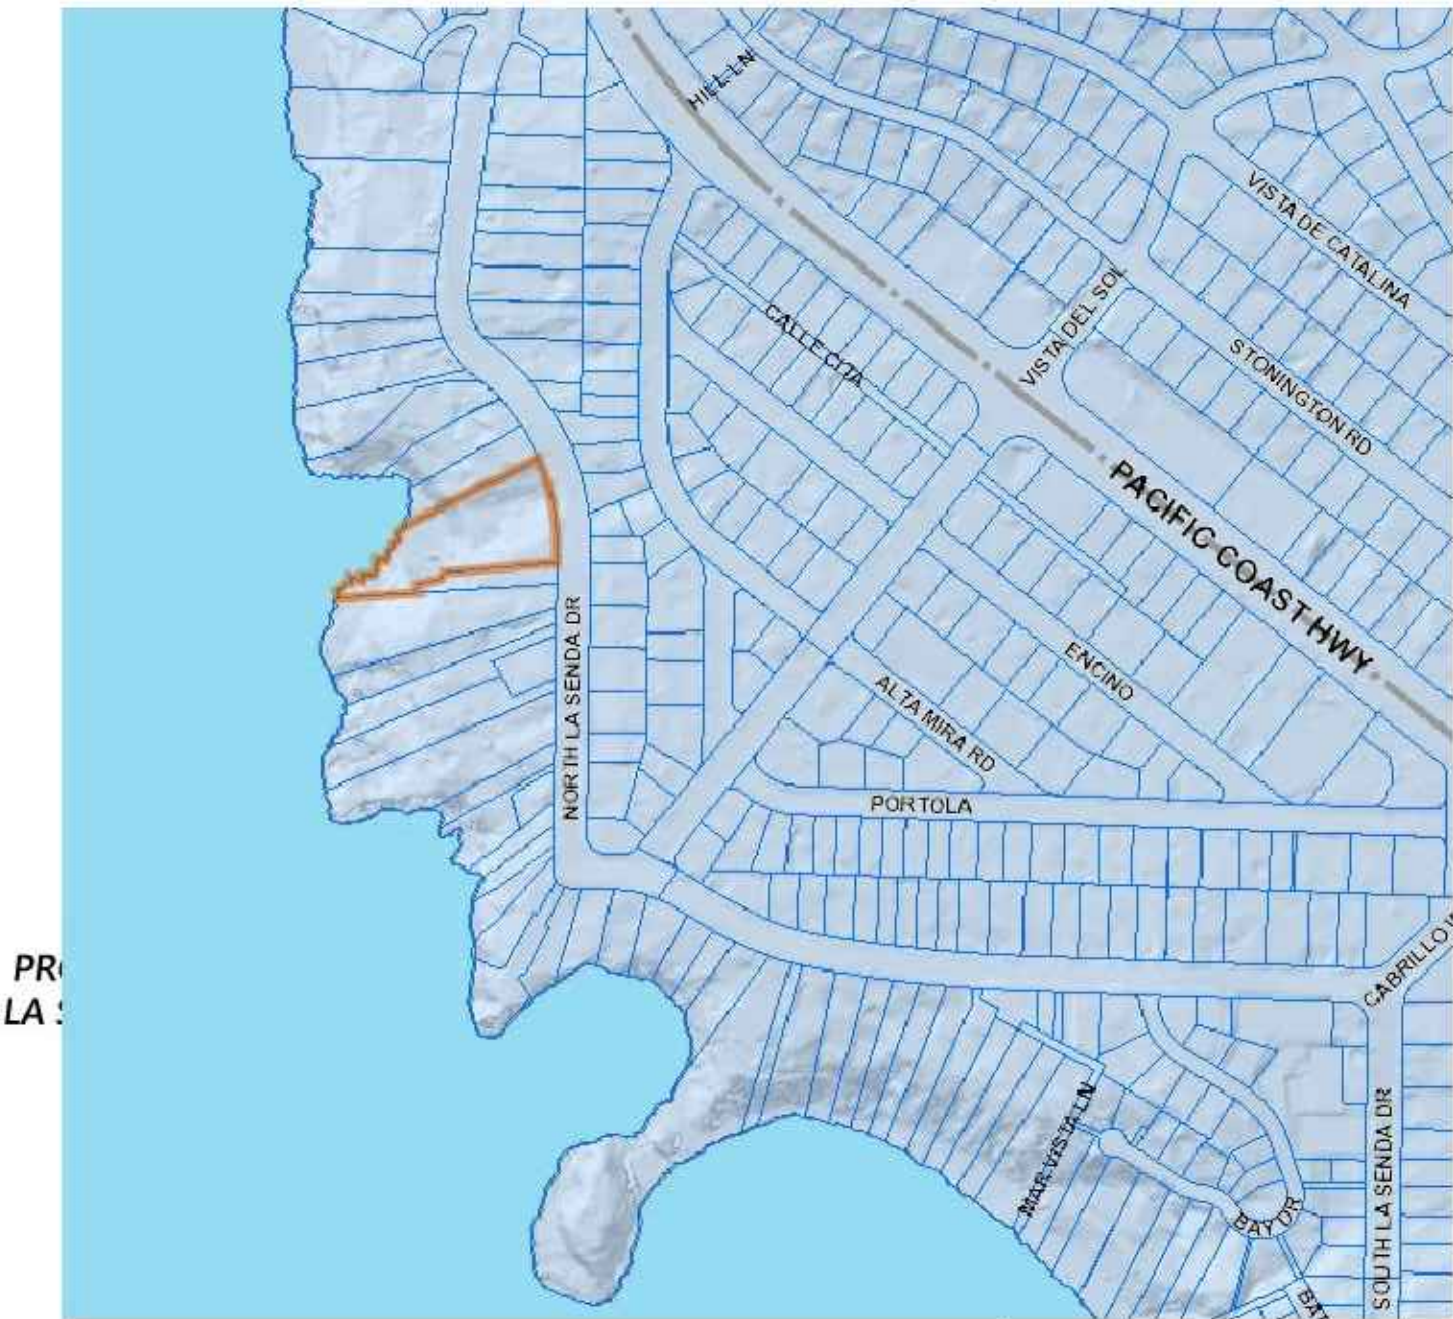 HILL LN
VISTA DE CATALINA
VISTA DEL SOL
CALLE CITA
STONINGTON RD
PACIFIC COAST HWY
NORTH LA SENDA DR
ENCINO
ALTA MIRA RD
PORTOLA
CABRILLO
LA
MAR VISTA LN
SOUTH LA SENDA DR
BAY DR